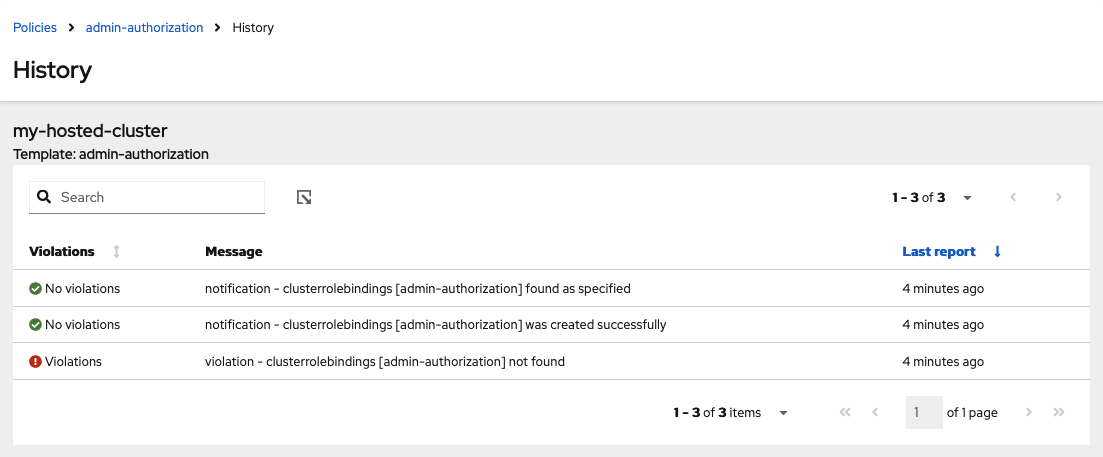 Policies > admin-authorization > History
History
my-hosted-cluster
Template: admin-authorization
Search 1 - 3 of 3
Violations Message Last report
No violations notification - clusterrolebindings [admin-authorization] found as specified 4 minutes ago
No violations notification - clusterrolebindings [admin-authorization] was created successfully 4 minutes ago
Violations violation - clusterrolebindings [admin-authorization] not found 4 minutes ago
1 - 3 of 3 items 1 of 1 page